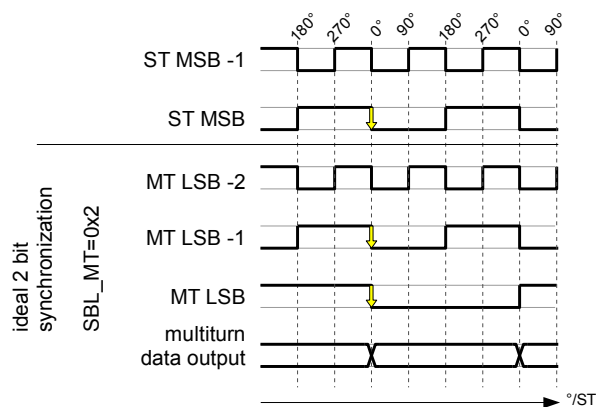 180° 270° 0° 90° 180° 270° 0° 90°
ST MSB -1
ST MSB
ideal 2 bit
synchronization
SBL_MT=0x2
MT LSB -2
MT LSB -1
MT LSB
multiturn
data output
°/ST